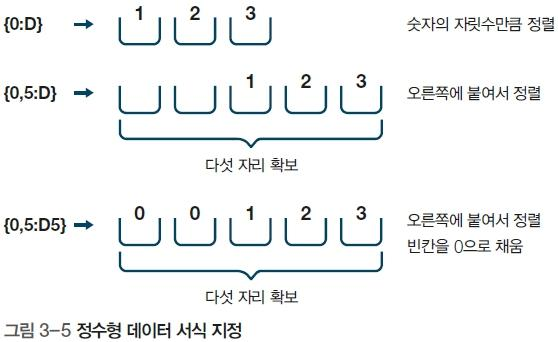 {0:D} → 1 2 3 숫자의 자릿수만큼 정렬
{0,5:D} → 1 2 3 오른쪽에 붙여서 정렬
다섯 자리 확보
{0,5:D5} → 0 0 1 2 3 오른쪽에 붙여서 정렬
빈칸을 0으로 채움
다섯 자리 확보
그림 3-5 정수형 데이터 서식 지정